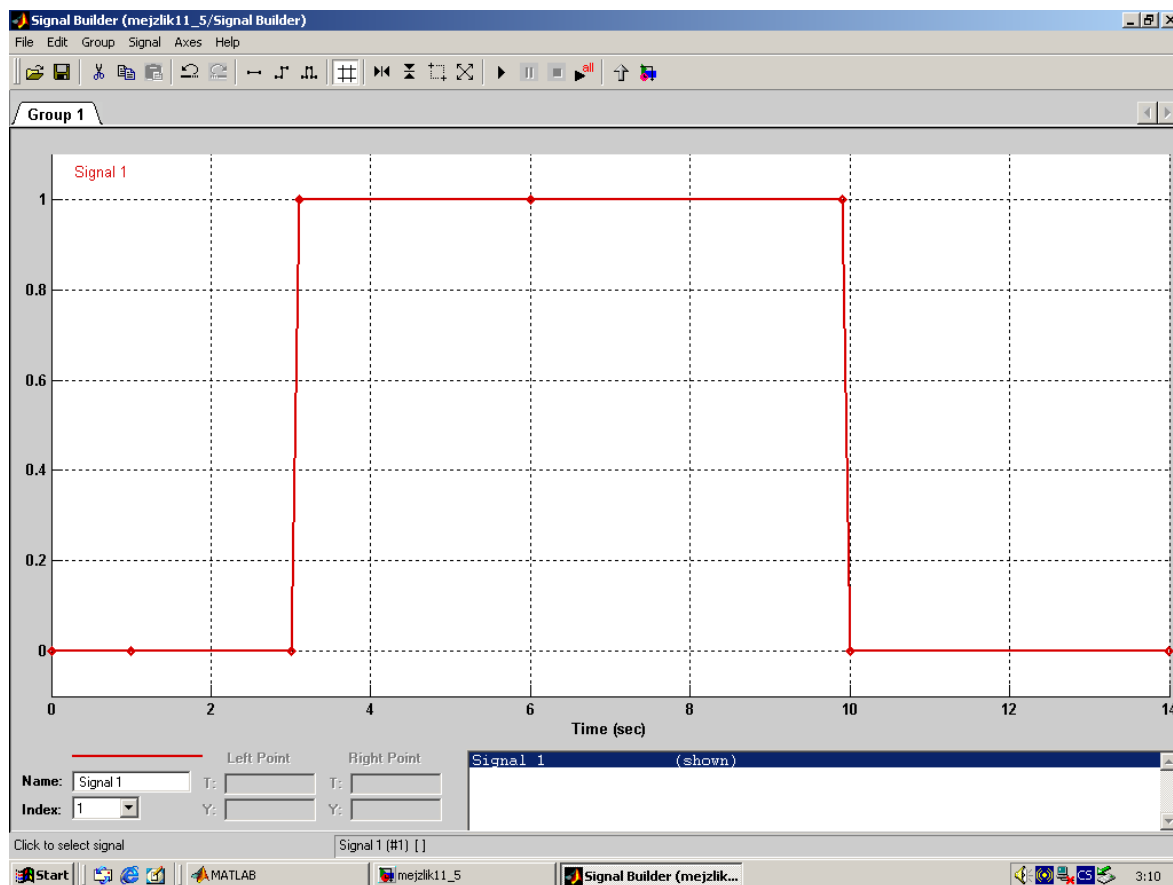 Signal Builder (mejzlik11_5/Signal Builder)
File Edit Group Signal Axes Help
all
Group 1
Signal 1
1
0.8
0.6
0.4
0.2
0
0 2 4 6 8 10 12 14
Time (sec)
Left Point Right Point
Name: Signal 1 T: T:
Index: 1 Y: Y:
Signal 1 (shown)
Click to select signal Signal 1 (#1) [ ]
Start MATLAB mejzlik11_5 Signal Builder (mejzlik... CS 3:10